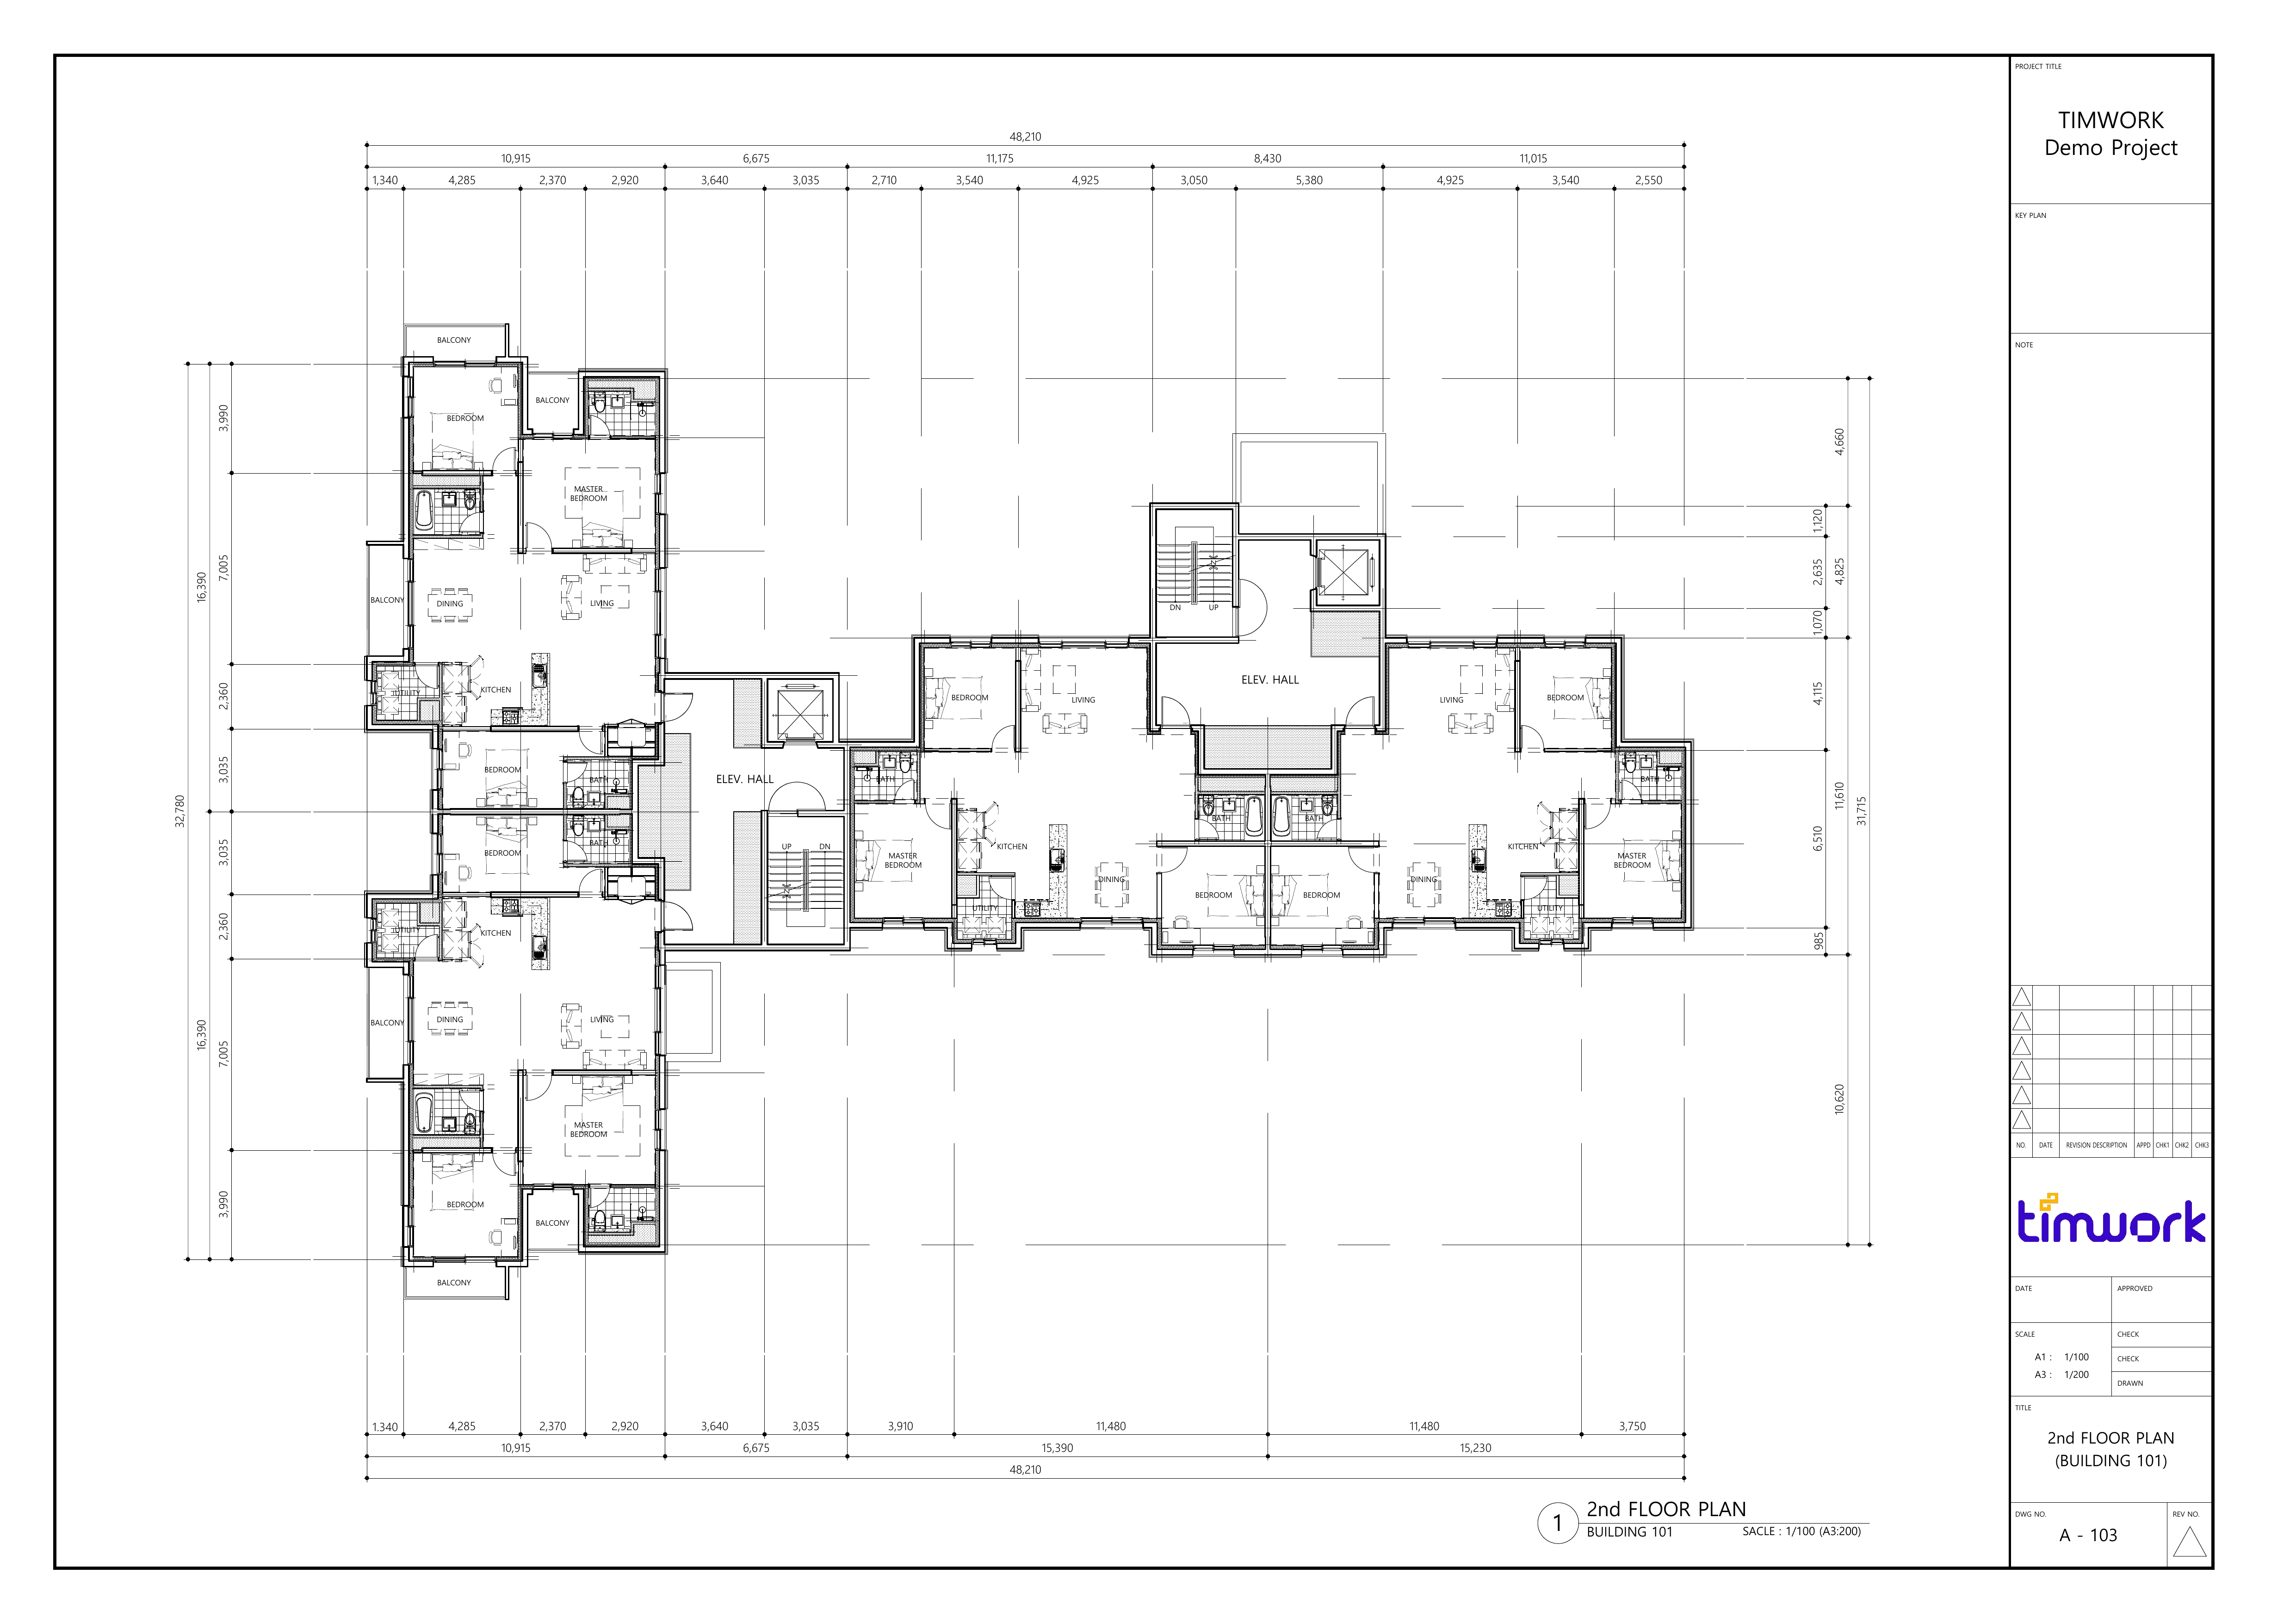 48,210
10,915 6,675 11,175 8,430 11,015
1,340 4,285 2,370 2,920 3,640 3,035 2,710 3,540 4,925 3,050 5,380 4,925 3,540 2,550
BALCONY
BALCONY
BEDROOM
MASTER
BEDROOM
BALCONY
DINING
LIVING
UTILITY
KITCHEN
BEDROOM
BATH
BEDROOM
BATH
UTILITY
KITCHEN
BALCONY
DINING
LIVING
MASTER
BEDROOM
BEDROOM
BALCONY
BALCONY
ELEV. HALL
UP DN
DN UP
ELEV. HALL
BEDROOM
LIVING
BATH
MASTER
BEDROOM
KITCHEN
UTILITY
DINING
BATH
BEDROOM
LIVING
BEDROOM
BATH
BATH
KITCHEN
MASTER
BEDROOM
DINING
BEDROOM
UTILITY
3,990
7,005
2,360
3,035
3,035
2,360
7,005
3,990
16,390
16,390
32,780
4,660
1,120
2,635
1,070
4,825
4,115
6,510
11,610
985
31,715
10,620
1.340 4,285 2,370 2,920 3,640 3,035 3,910 11,480 11,480 3,750
10,915 6,675 15,390 15,230
48,210
1
2nd FLOOR PLAN
BUILDING 101 SACLE : 1/100 (A3:200)
PROJECT TITLE
TIMWORK
Demo Project
KEY PLAN
NOTE
NO. DATE REVISION DESCRIPTION APPD CHK1 CHK2 CHK3
timwork
DATE APPROVED
SCALE CHECK
A1 : 1/100 CHECK
A3 : 1/200
DRAWN
TITLE
2nd FLOOR PLAN
(BUILDING 101)
DWG NO. REV NO.
A - 103